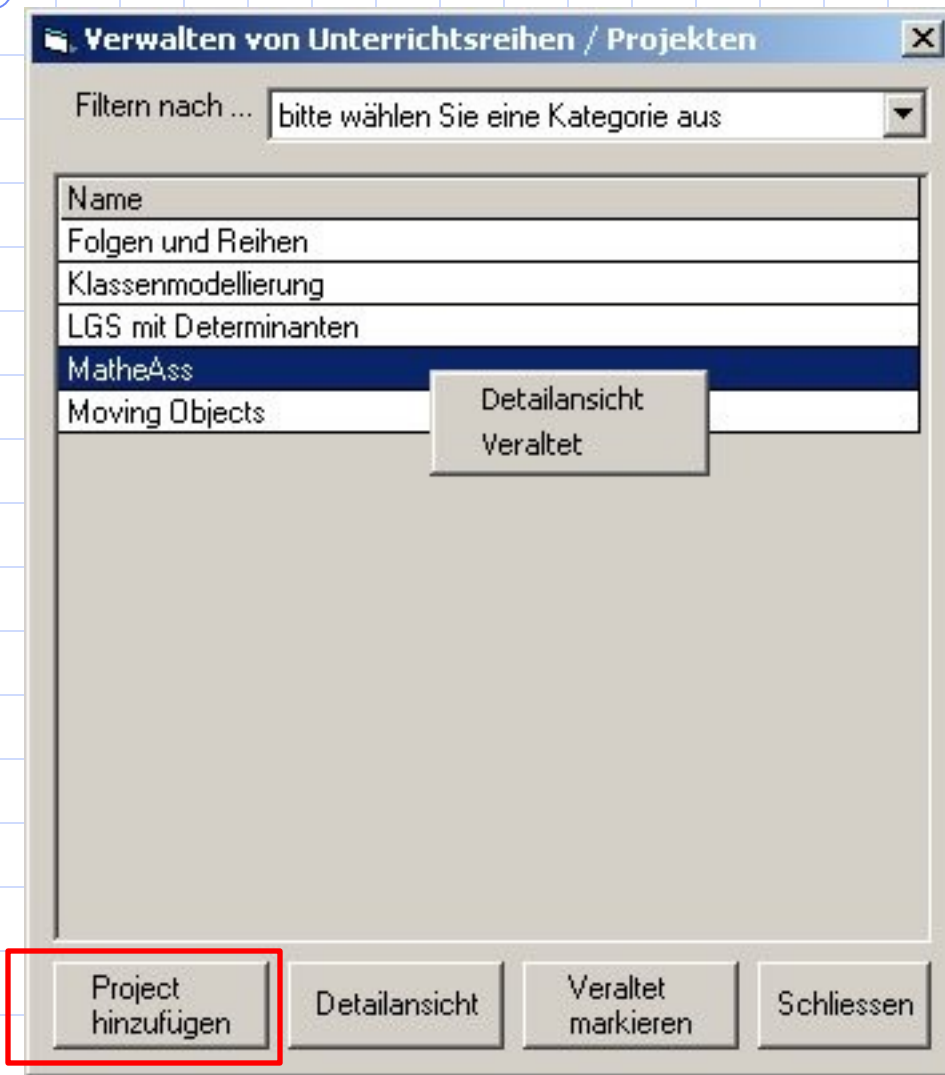 Verwalten von Unterrichtsreihen / Projekten
Filtern nach ... bitte wählen Sie eine Kategorie aus
Name
Folgen und Reihen
Klassenmodellierung
LGS mit Determinanten
MatheAss
Moving Objects
Detailansicht
Veraltet
Project
hinzufügen
Detailansicht
Veraltet
markieren
Schliessen